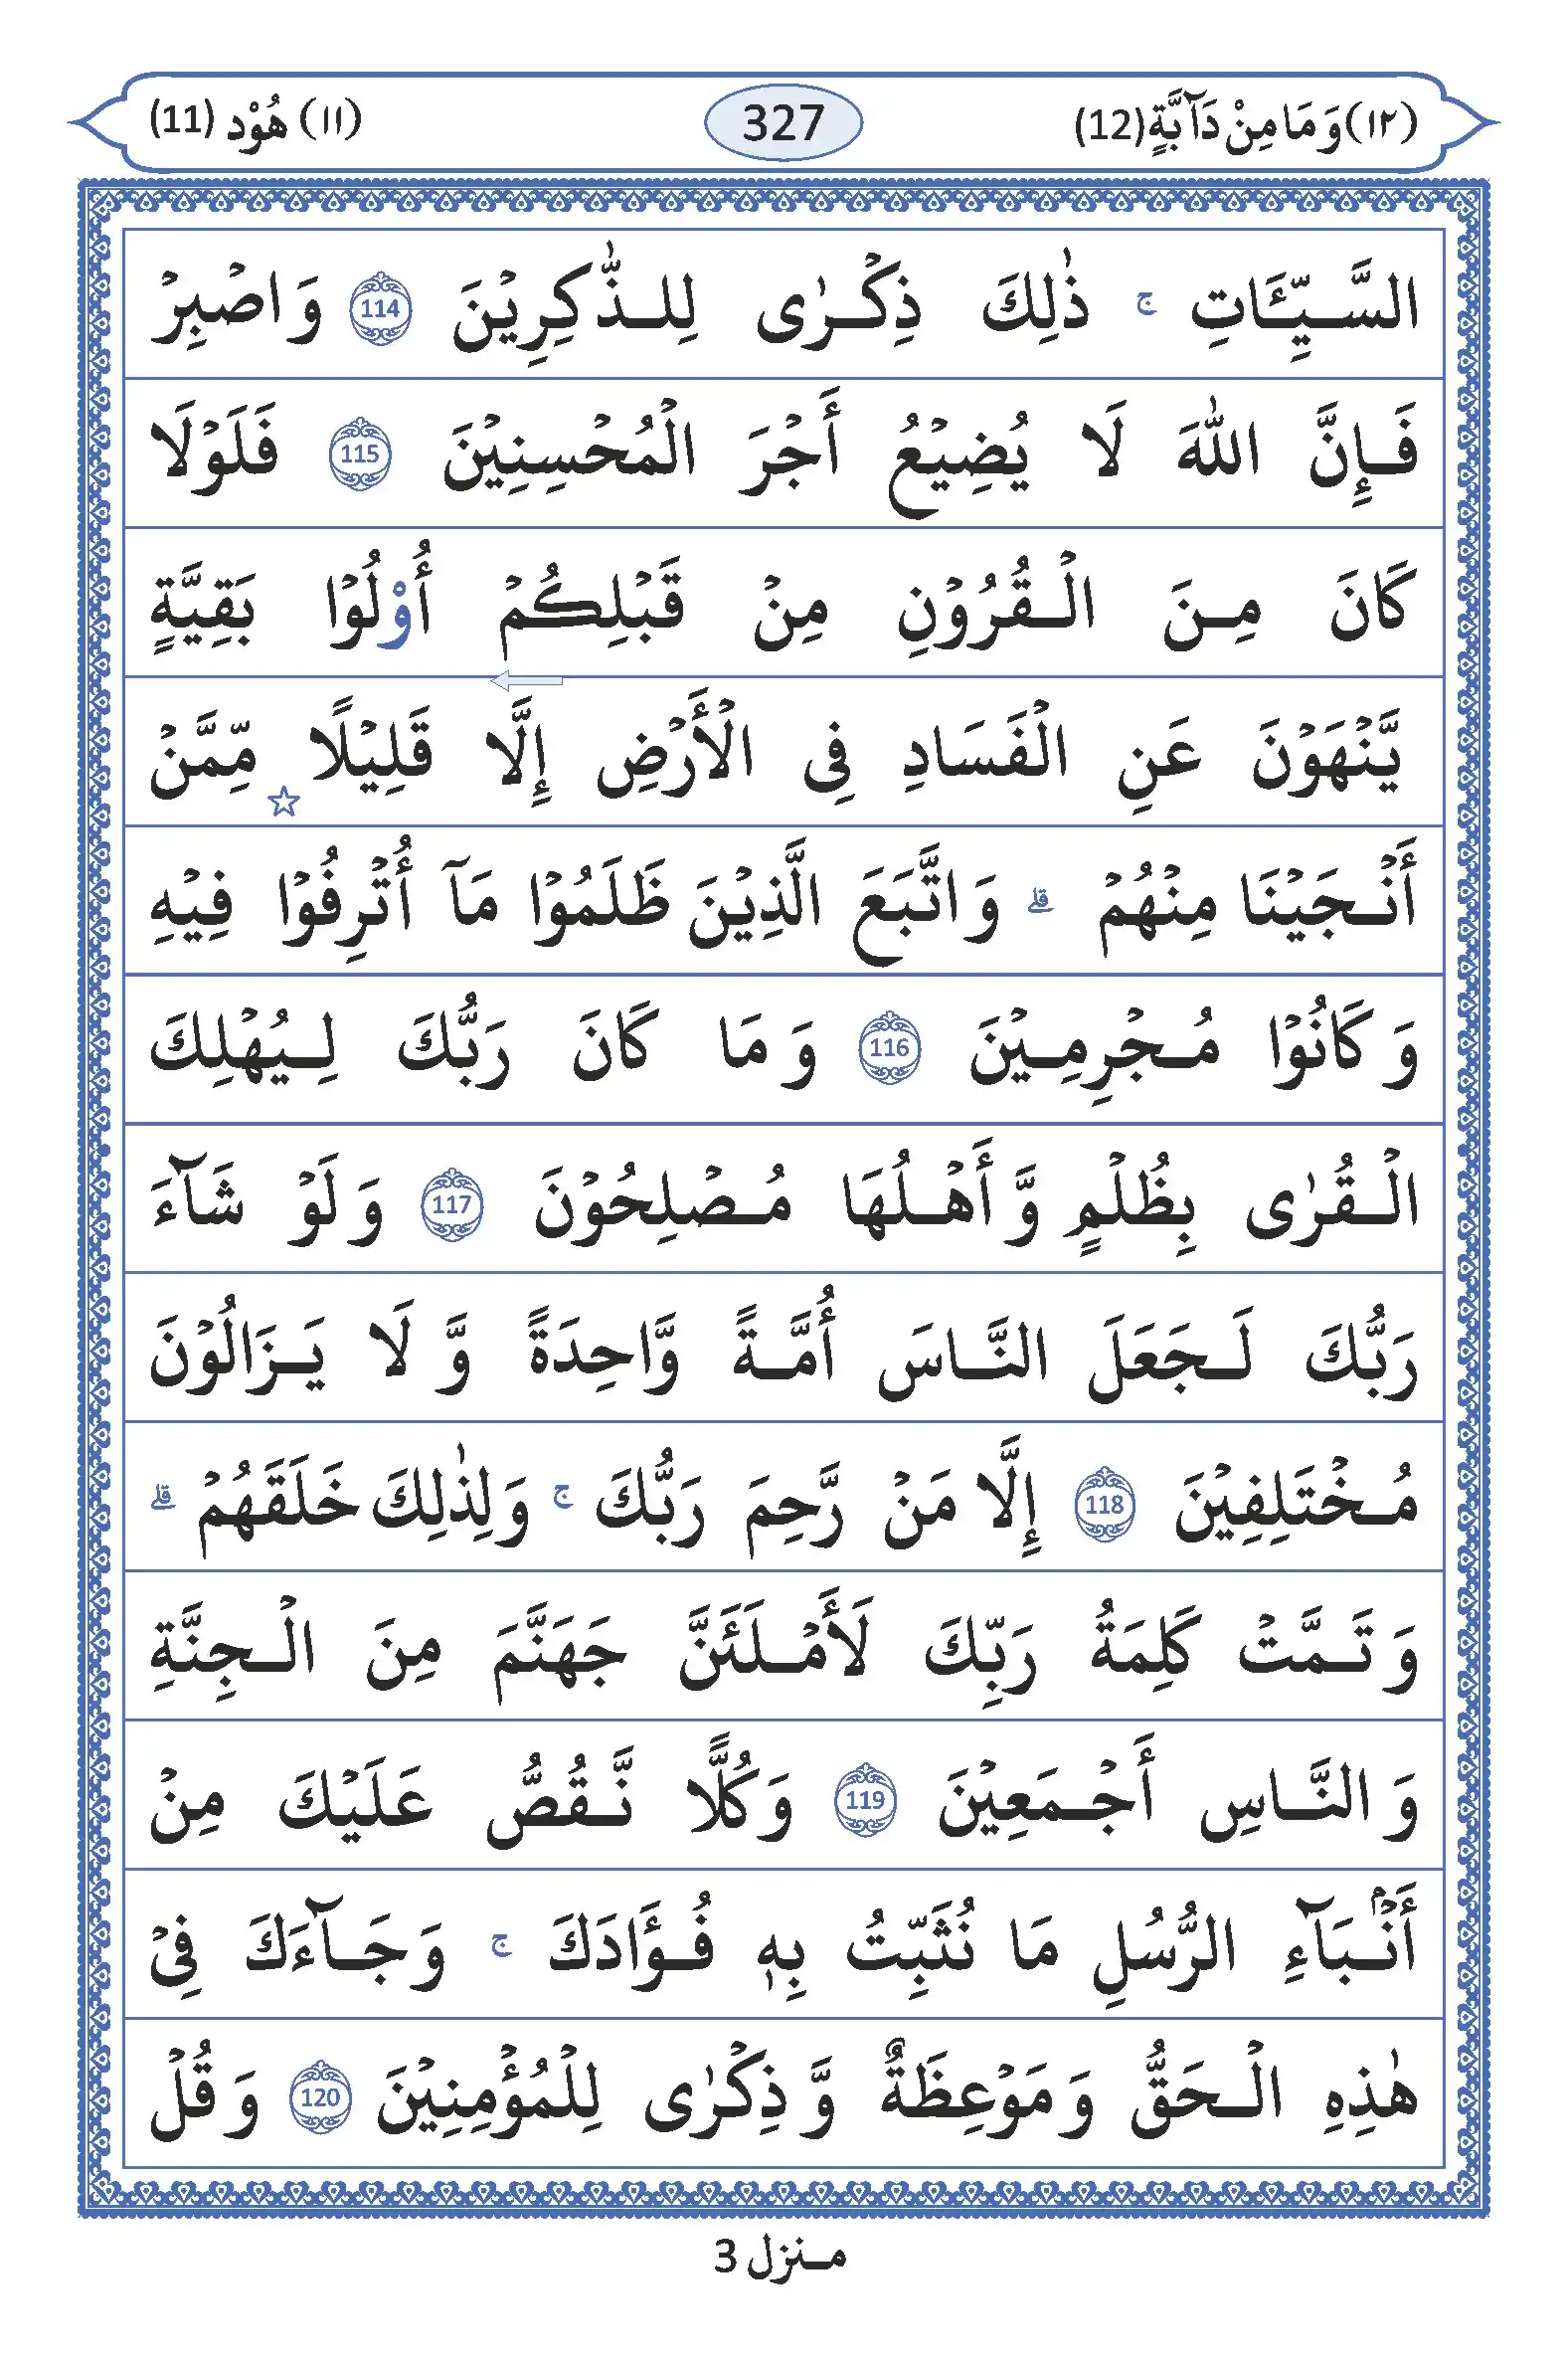 (١٢) وَمَا مِنْ دَآبَّةٍ (12) 327 (١١) هُوْد (11)
السَّيِّئَاتِ ۚ ذٰلِكَ ذِكْرٰى لِلذّٰكِرِيْنَ 114 وَاصْبِرْ
فَإِنَّ اللّٰهَ لَا يُضِيْعُ أَجْرَ الْمُحْسِنِيْنَ 115 فَلَوْلَا
كَانَ مِنَ الْقُرُوْنِ مِنْ قَبْلِكُمْ أُوْلُوْا بَقِيَّةٍ
يَّنْهَوْنَ عَنِ الْفَسَادِ فِى الْأَرْضِ إِلَّا قَلِيْلًا ☆ مِّمَّنْ
أَنْجَيْنَا مِنْهُمْ ۗ وَاتَّبَعَ الَّذِيْنَ ظَلَمُوْا مَآ أُتْرِفُوْا فِيْهِ
وَكَانُوْا مُجْرِمِيْنَ 116 وَمَا كَانَ رَبُّكَ لِيُهْلِكَ
الْقُرٰى بِظُلْمٍ وَّأَهْلُهَا مُصْلِحُوْنَ 117 وَلَوْ شَآءَ
رَبُّكَ لَجَعَلَ النَّاسَ أُمَّةً وَّاحِدَةً وَّلَا يَزَالُوْنَ
مُخْتَلِفِيْنَ 118 إِلَّا مَنْ رَّحِمَ رَبُّكَ ۚ وَلِذٰلِكَ خَلَقَهُمْ ۗ
وَتَمَّتْ كَلِمَةُ رَبِّكَ لَأَمْلَئَنَّ جَهَنَّمَ مِنَ الْجِنَّةِ
وَالنَّاسِ أَجْمَعِيْنَ 119 وَكُلًّا نَّقُصُّ عَلَيْكَ مِنْ
أَنْۢبَآءِ الرُّسُلِ مَا نُثَبِّتُ بِهٖ فُؤَادَكَ ۚ وَجَآءَكَ فِىْ
هٰذِهِ الْحَقُّ وَمَوْعِظَةٌ وَّذِكْرٰى لِلْمُؤْمِنِيْنَ 120 وَقُلْ
مـنزل 3